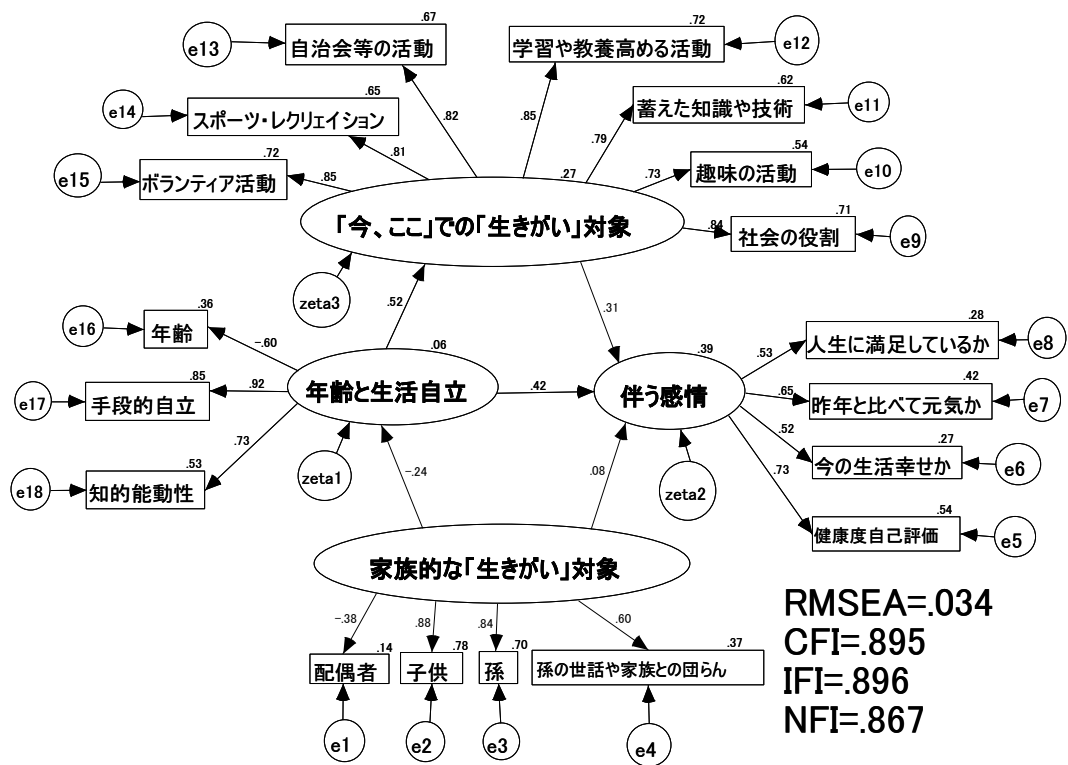 .67
e13
自治会等の活動
.72
学習や教養高める活動
e12
.65
e14
スポーツ・レクリェイション
.82
.85
.62
蓄えた知識や技術
e11
.79
.81
.72
e15
ボランティア活動
.85
.27
.73
.54
趣味の活動
e10
「今、ここ」での「生きがい」対象
.84
.71
社会の役割
e9
zeta3
.52
.31
.36
e16
年齢
-.60
.06
.39
.28
人生に満足しているか
e8
.53
.85
e17
手段的自立
.92
年齢と生活自立
.42
伴う感情
.65
.42
昨年と比べて元気か
e7
.73
.52
.27
今の生活幸せか
e6
.53
e18
知的能動性
zeta1
-.24
.08
zeta2
.73
.54
健康度自己評価
e5
家族的な「生きがい」対象
-.38
.88
.84
.60
.14
配偶者
.78
子供
.70
孫
.37
孫の世話や家族との団らん
e1
e2
e3
e4
RMSEA=.034
CFI=.895
IFI=.896
NFI=.867